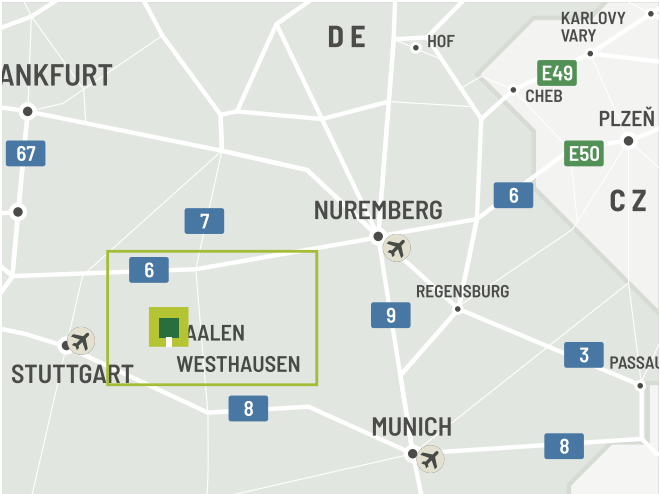 KARLOVY
VARY
DE
HOF
ANKFURT
E49
CHEB
PLZEŇ
67
E50
6
CZ
NUREMBERG
7
6
REGENSBURG
9
AALEN
WESTHAUSEN
3
PASSAU
STUTTGART
8
MUNICH
8